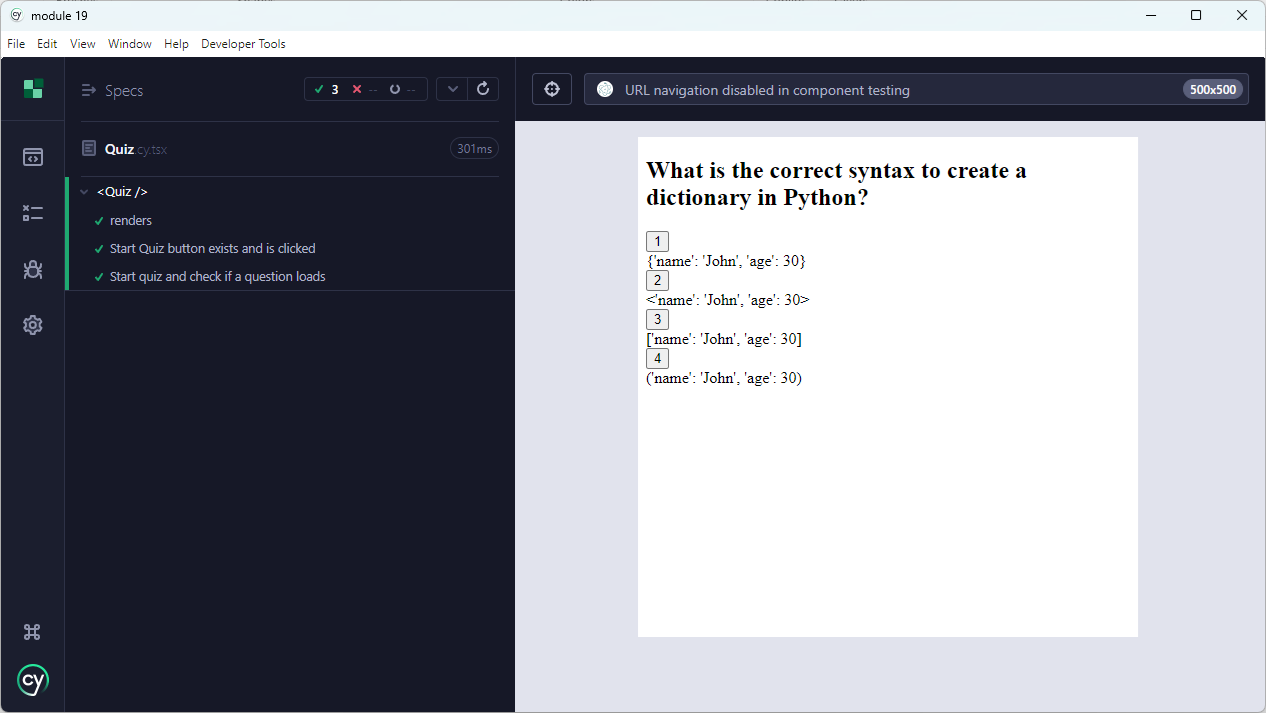 module 19
File Edit View Window Help Developer Tools
Specs
3 -- --
URL navigation disabled in component testing 500x500
Quiz.cy.tsx 301ms
<Quiz />
renders
Start Quiz button exists and is clicked
Start quiz and check if a question loads
What is the correct syntax to create a
dictionary in Python?
1
{'name': 'John', 'age': 30}
2
<'name': 'John', 'age': 30>
3
['name': 'John', 'age': 30]
4
('name': 'John', 'age': 30)
cy